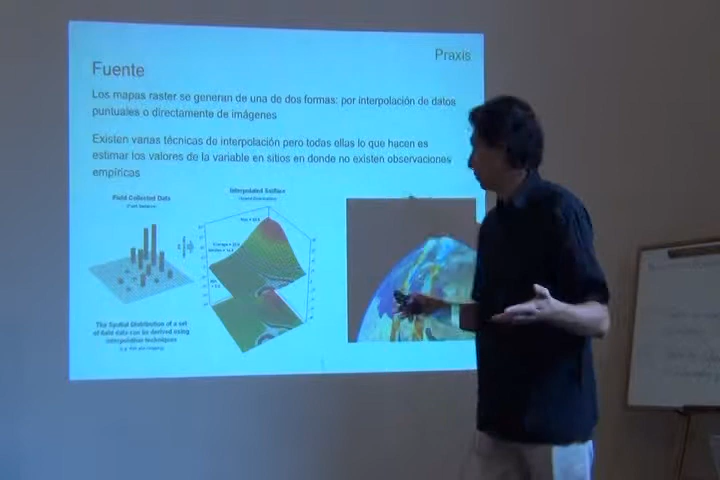 Praxis
Fuente
Los mapas raster se generan de una de dos formas: por interpolación de datos
puntuales o directamente de imágenes
Existen varias técnicas de interpolación pero todas ellas lo que hacen es
estimar los valores de la variable en sitios en donde no existen observaciones
empíricas
Field Collected Data
Interpolated Surface
The Spatial Distribution of a set
of field data can be derived using
interpolation techniques